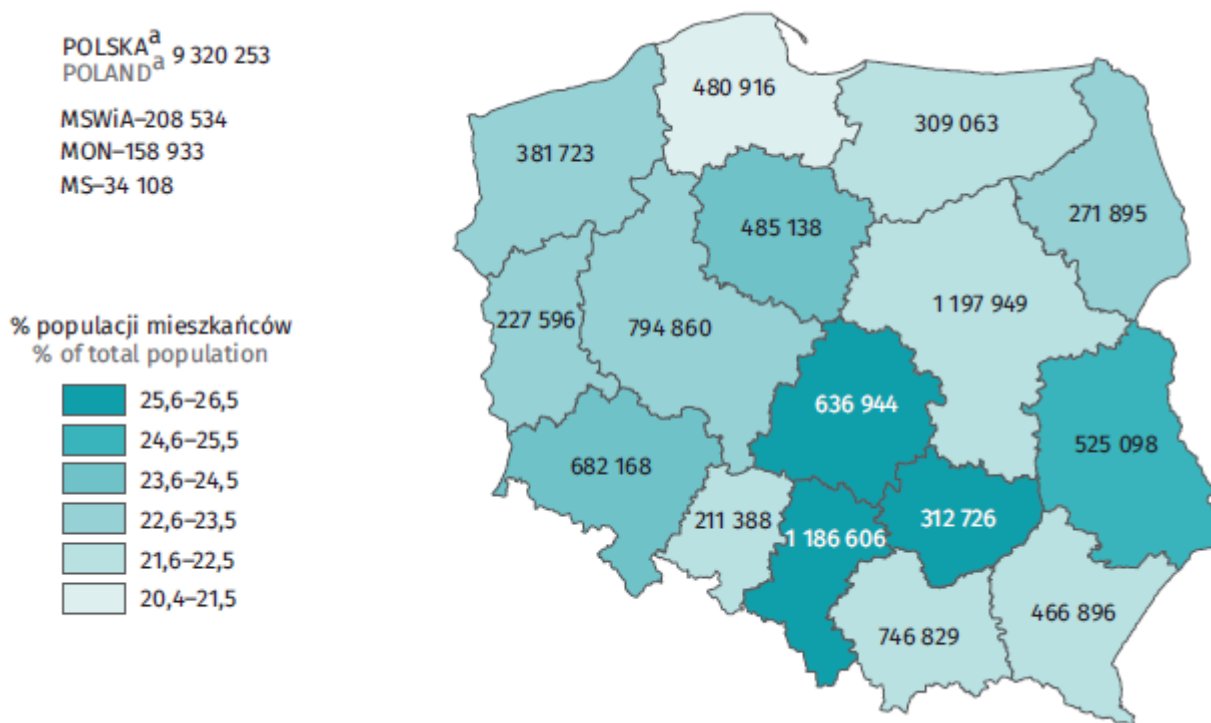 POLSKAᵃ 9 320 253
POLANDᵃ
MSWiA–208 534
MON–158 933
MS–34 108
% populacji mieszkańców
% of total population
25,6–26,5
24,6–25,5
23,6–24,5
22,6–23,5
21,6–22,5
20,4–21,5
480 916
309 063
381 723
271 895
485 138
1 197 949
227 596
794 860
636 944
525 098
682 168
211 388
1 186 606
312 726
466 896
746 829